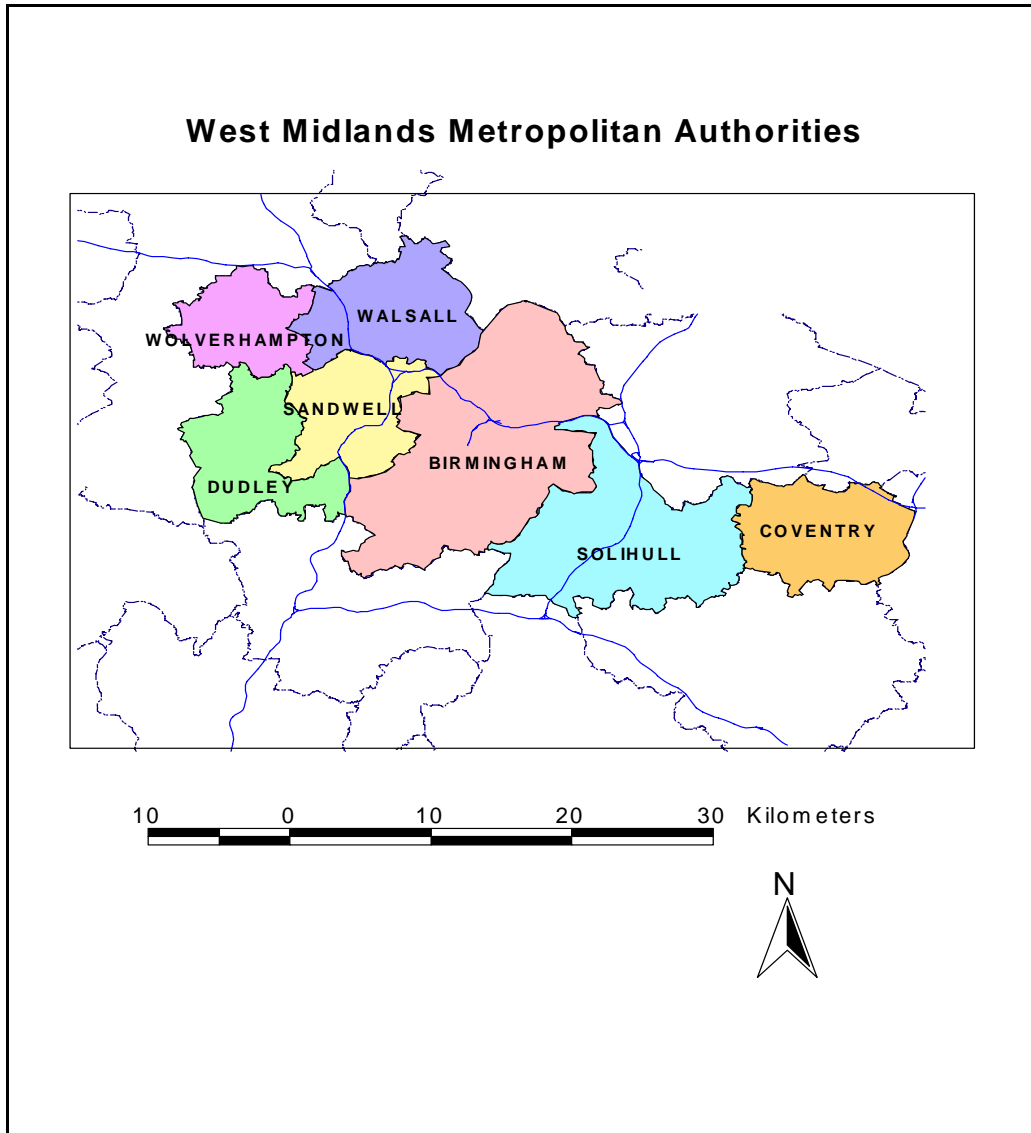 West Midlands Metropolitan Authorities
WALSALL
WOLVERHAMPTON
SANDWELL
BIRMINGHAM
DUDLEY
COVENTRY
SOLIHULL
10 0 10 20 30 Kilometers
N